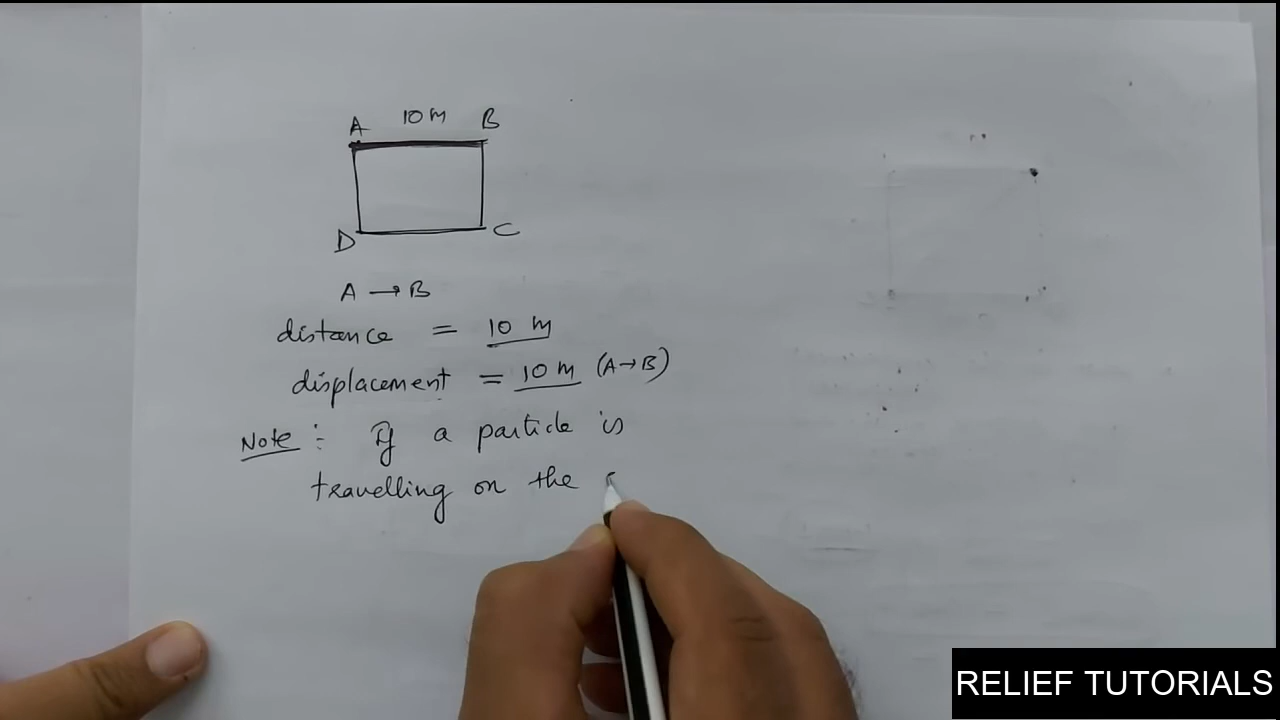 A 10 m B
D C
A → B
distance = 10 m
displacement = 10 m (A→B)
Note :- If a particle is
travelling on the
RELIEF TUTORIALS